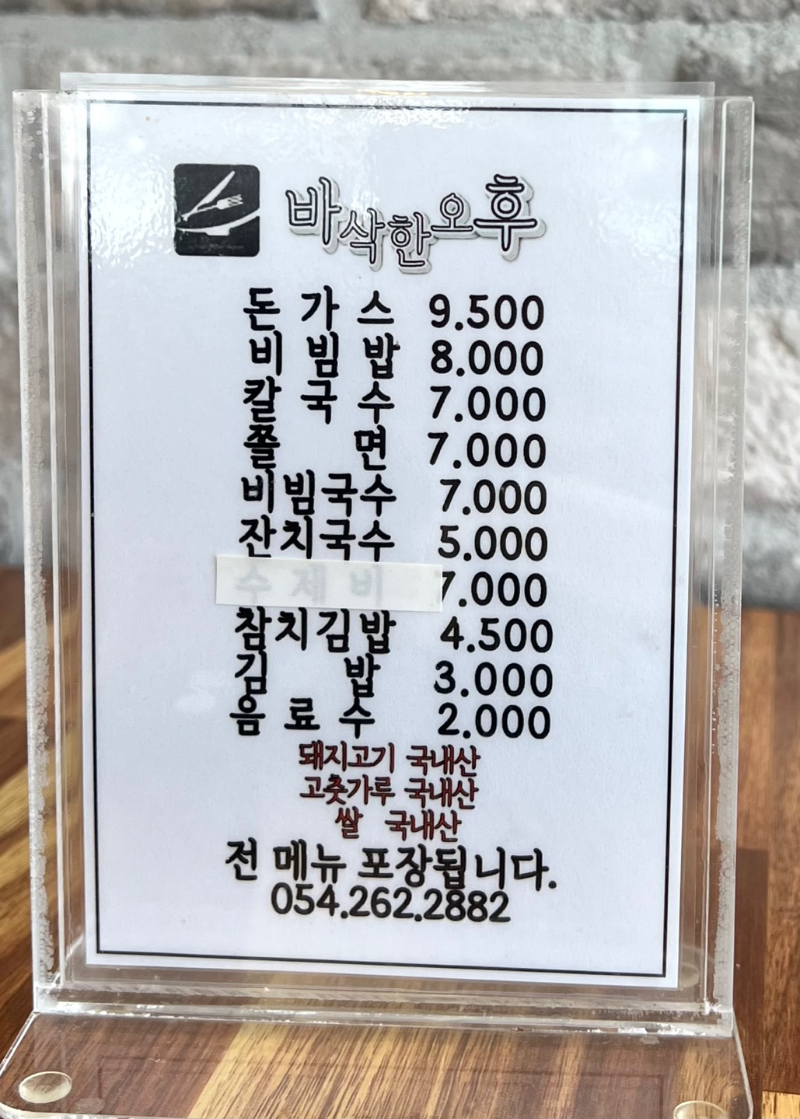 바삭한오후
돈 가 스 9.500
비 빔 밥 8.000
칼 국 수 7.000
쫄 면 7.000
비빔국수 7.000
잔치국수 5.000
수 제 비 7.000
참치김밥 4.500
김 밥 3.000
음 료 수 2.000
돼지고기 국내산
고춧가루 국내산
쌀 국내산
전 메뉴 포장됩니다.
054.262.2882